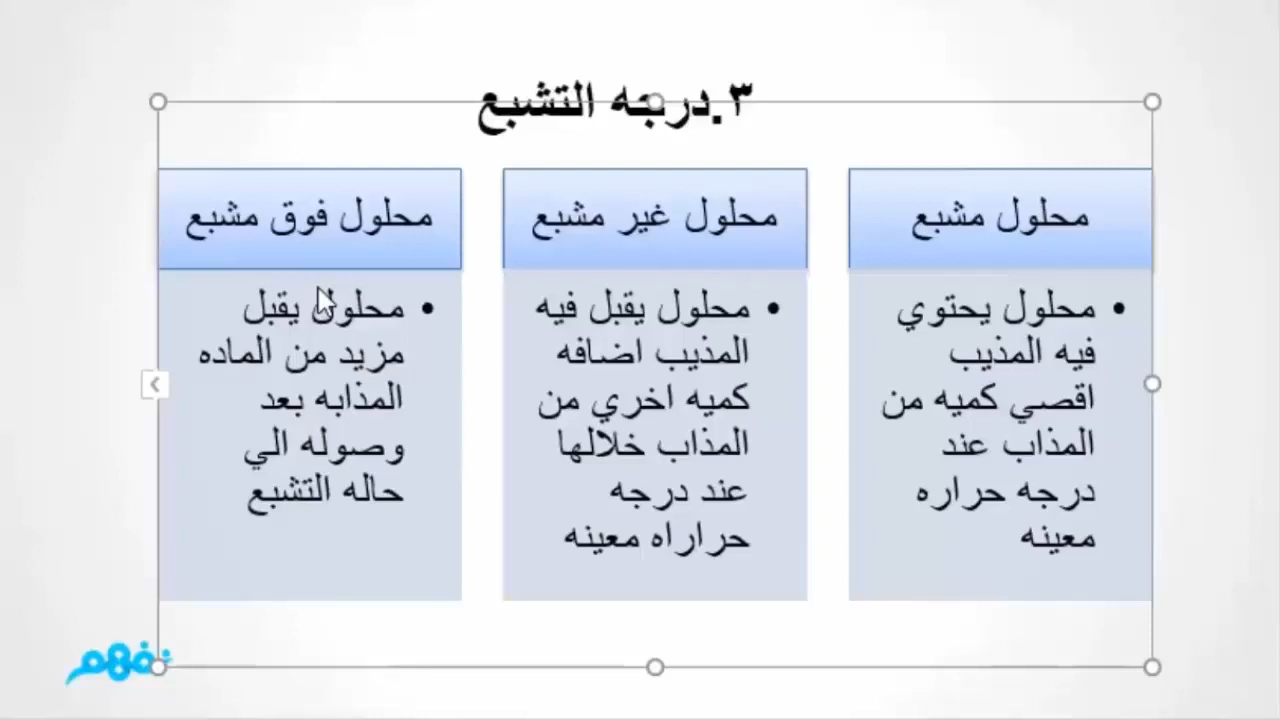 ٣.درجه التشبع
محلول مشبع
• محلول يحتوي
فيه المذيب
اقصي كميه من
المذاب عند
درجه حراره
معينه
محلول غير مشبع
• محلول يقبل فيه
المذيب اضافه
كميه اخري من
المذاب خلالها
عند درجه
حراراه معينه
محلول فوق مشبع
• محلول يقبل
مزيد من الماده
المذابه بعد
وصوله الي
حاله التشبع
نفهم